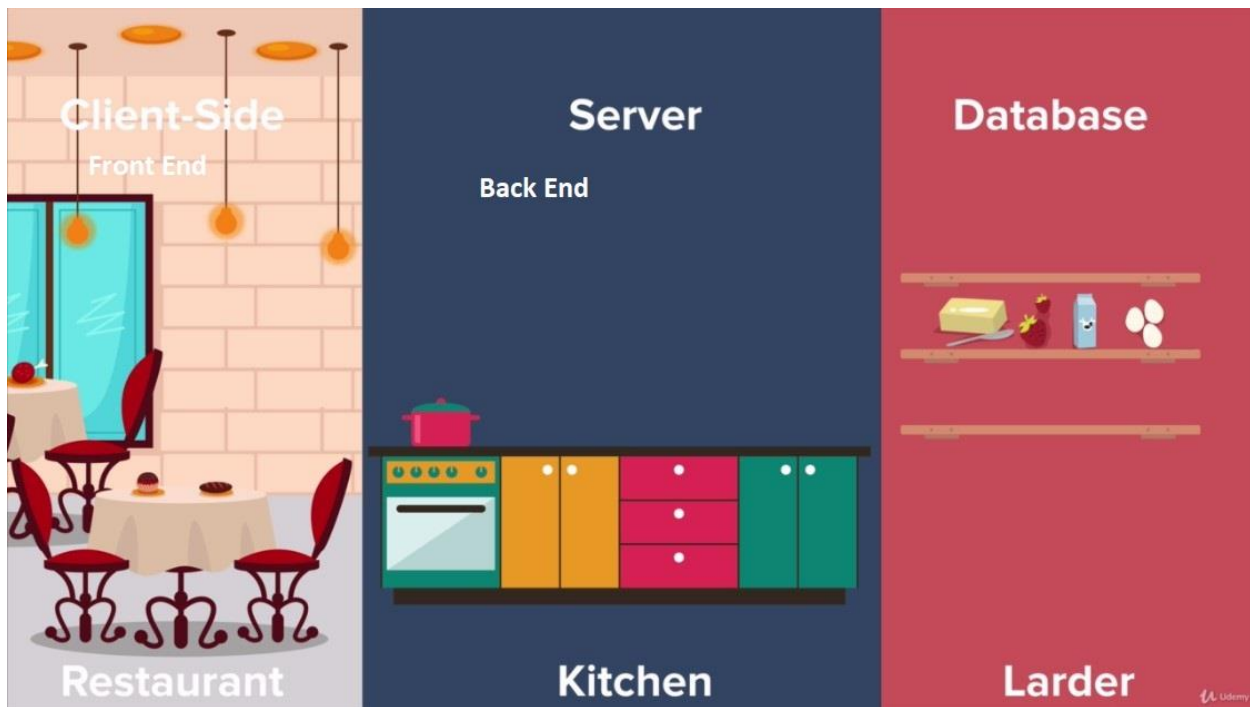 Client-Side
Front End
Restaurant
Server
Back End
Kitchen
Database
Larder
Udemy